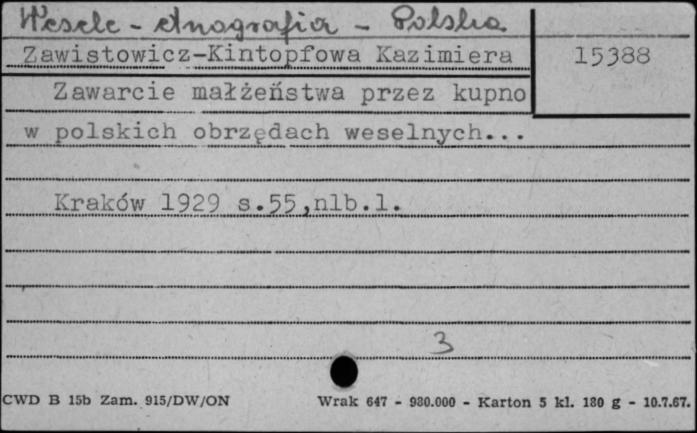 Wesele - etnografia - Polska
Zawistowicz-Kintopfowa Kazimiera
15388
Zawarcie małżeństwa przez kupno
w polskich obrzędach weselnych...
Kraków 1929 s.55,nlb.1.
3
CWD B 15b Zam. 915/DW/ON
Wrak 647 - 980.000 - Karton 5 kl. 180 g - 10.7.67.